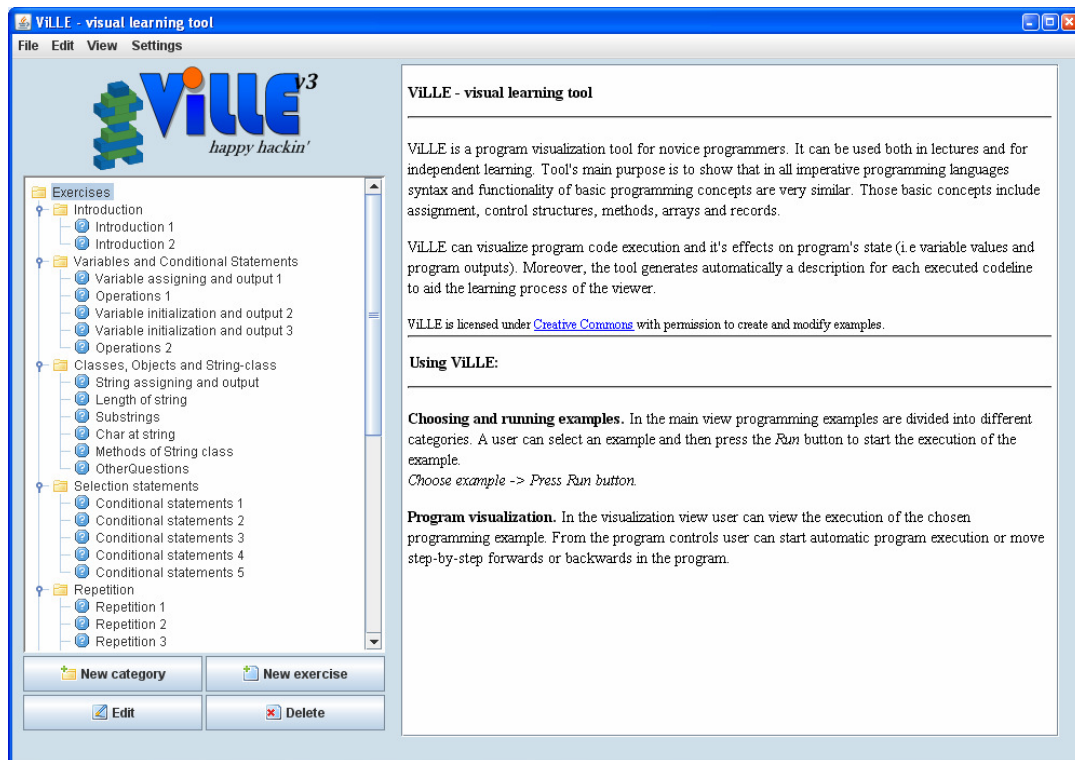 ViLLE - visual learning tool
File Edit View Settings
ViLLE v3
happy hackin'
Exercises
Introduction
Introduction 1
Introduction 2
Variables and Conditional Statements
Variable assigning and output 1
Operations 1
Variable initialization and output 2
Variable initialization and output 3
Operations 2
Classes, Objects and String-class
String assigning and output
Length of string
Substrings
Char at string
Methods of String class
OtherQuestions
Selection statements
Conditional statements 1
Conditional statements 2
Conditional statements 3
Conditional statements 4
Conditional statements 5
Repetition
Repetition 1
Repetition 2
Repetition 3
New category
New exercise
Edit
Delete
ViLLE - visual learning tool
ViLLE is a program visualization tool for novice programmers. It can be used both in lectures and for
independent learning. Tool's main purpose is to show that in all imperative programming languages
syntax and functionality of basic programming concepts are very similar. Those basic concepts include
assignment, control structures, methods, arrays and records.
ViLLE can visualize program code execution and it's effects on program's state (i.e variable values and
program outputs). Moreover, the tool generates automatically a description for each executed codeline
to aid the learning process of the viewer.
ViLLE is licensed under Creative Commons with permission to create and modify examples.
Using ViLLE:
Choosing and running examples. In the main view programming examples are divided into different
categories. A user can select an example and then press the Run button to start the execution of the
example.
Choose example -> Press Run button.
Program visualization. In the visualization view user can view the execution of the chosen
programming example. From the program controls user can start automatic program execution or move
step-by-step forwards or backwards in the program.